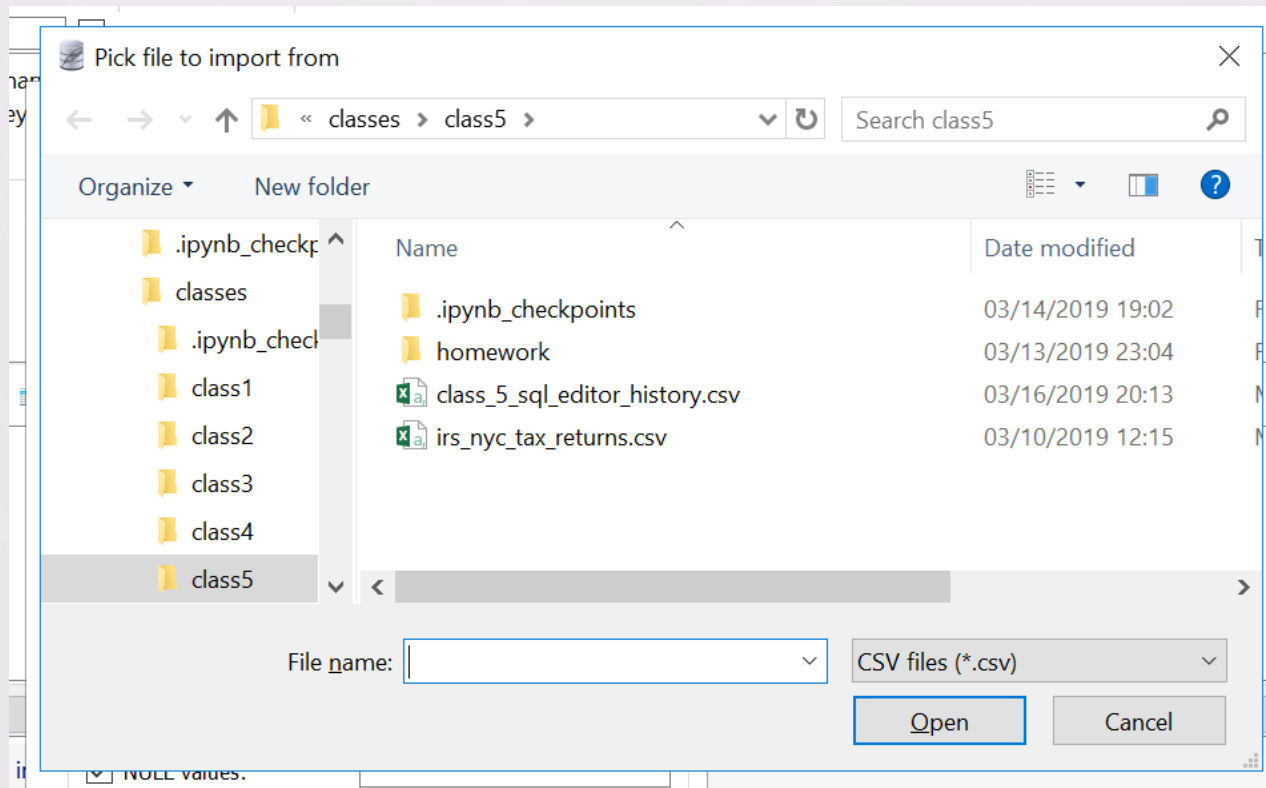 Pick file to import from
« classes > class5 >
Search class5
Organize
New folder
?
.ipynb_checkp
classes
.ipynb_check
class1
class2
class3
class4
class5
Name Date modified
.ipynb_checkpoints 03/14/2019 19:02
homework 03/13/2019 23:04
class_5_sql_editor_history.csv 03/16/2019 20:13
irs_nyc_tax_returns.csv 03/10/2019 12:15
File name:
CSV files (*.csv)
Open
Cancel
NULL values: